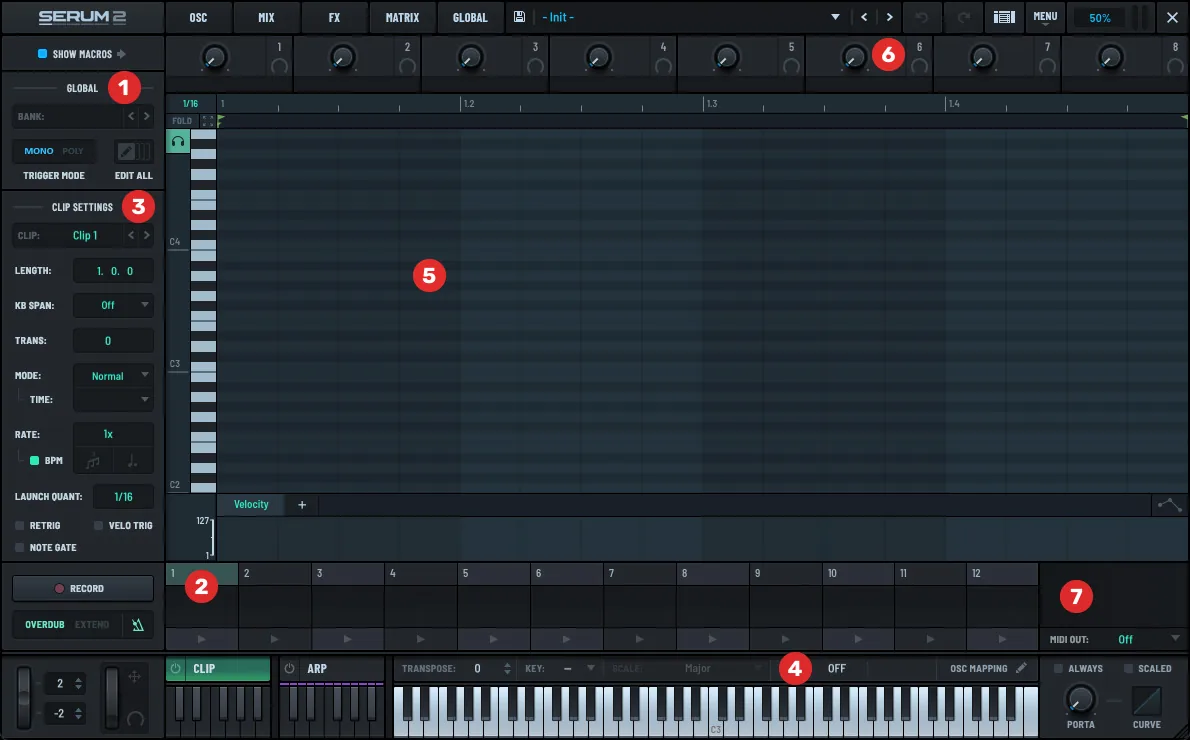 SERUM 2 OSC MIX FX MATRIX GLOBAL - Init - MENU 50%
SHOW MACROS 1 2 3 4 5 6 7 8
GLOBAL 1
6
BANK:
MONO POLY
TRIGGER MODE EDIT ALL
1/16 1 1.2 1.3 1.4
FOLD
CLIP SETTINGS 3
CLIP: Clip 1
LENGTH: 1. 0. 0
KB SPAN: Off
TRANS: 0
MODE: Normal
TIME:
RATE: 1x
BPM
LAUNCH QUANT: 1/16
RETRIG VELO TRIG
NOTE GATE
C4
5
C3
C2
Velocity +
127
1
RECORD
OVERDUB EXTEND
1 2 3 4 5 6 7 8 9 10 11 12
2
7
MIDI OUT: Off
2
-2
CLIP ARP TRANSPOSE: 0 KEY: – SCALE: Major 4 OFF OSC MAPPING ALWAYS SCALED
C3
PORTA CURVE